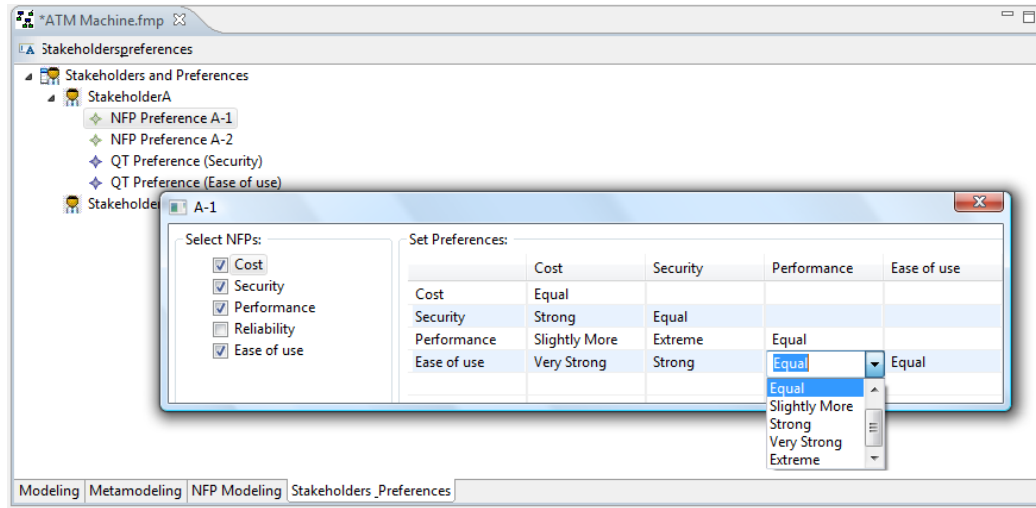 *ATM Machine.fmp
Stakeholderspreferences
Stakeholders and Preferences
StakeholderA
NFP Preference A-1
NFP Preference A-2
QT Preference (Security)
QT Preference (Ease of use)
Stakeholde
A-1
Select NFPs:
Cost
Security
Performance
Reliability
Ease of use
Set Preferences:
Cost Security Performance Ease of use
Cost Equal
Security Strong Equal
Performance Slightly More Extreme Equal
Ease of use Very Strong Strong Equal Equal
Equal
Slightly More
Strong
Very Strong
Extreme
Modeling Metamodeling NFP Modeling Stakeholders_Preferences